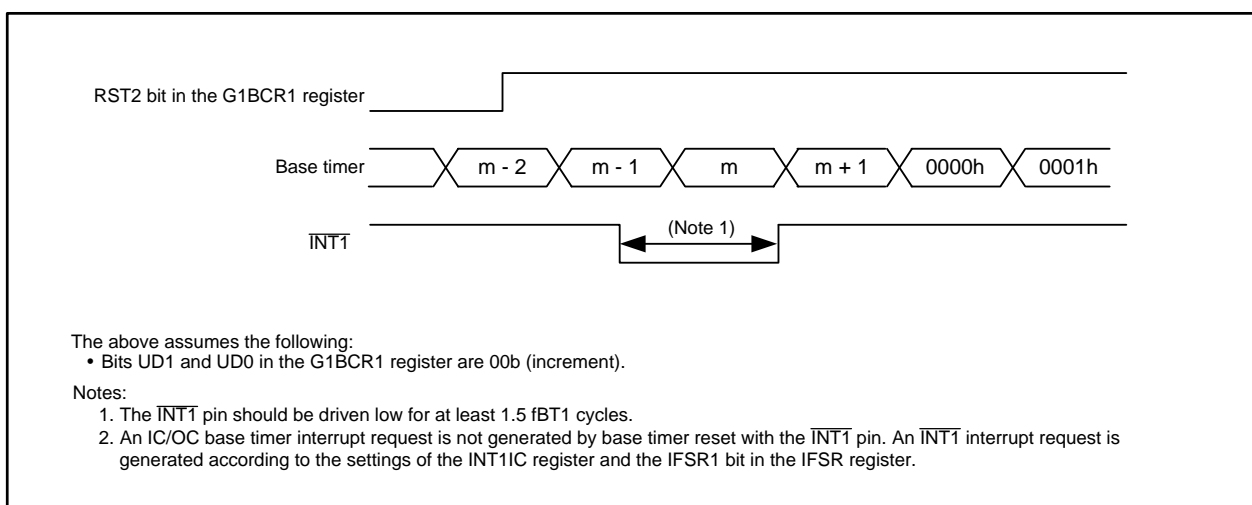 RST2 bit in the G1BCR1 register
Base timer m - 2 m - 1 m m + 1 0000h 0001h
INT1 (Note 1)
The above assumes the following:
• Bits UD1 and UD0 in the G1BCR1 register are 00b (increment).
Notes:
1. The INT1 pin should be driven low for at least 1.5 fBT1 cycles.
2. An IC/OC base timer interrupt request is not generated by base timer reset with the INT1 pin. An INT1 interrupt request is
generated according to the settings of the INT1IC register and the IFSR1 bit in the IFSR register.